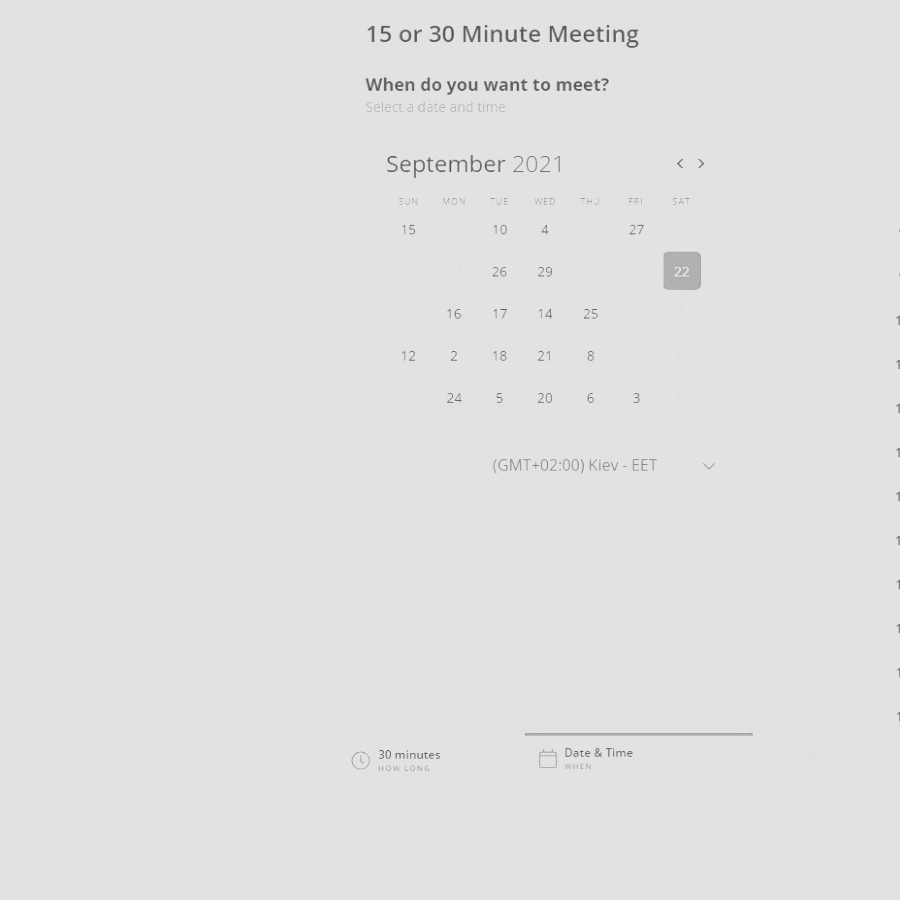 15 or 30 Minute Meeting
When do you want to meet?
Select a date and time
September 2021
SUN MON TUE WED THU FRI SAT
15 10 4 27
26 29 22
16 17 14 25
12 2 18 21 8
24 5 20 6 3
(GMT+02:00) Kiev - EET
30 minutes
HOW LONG
Date & Time
WHEN